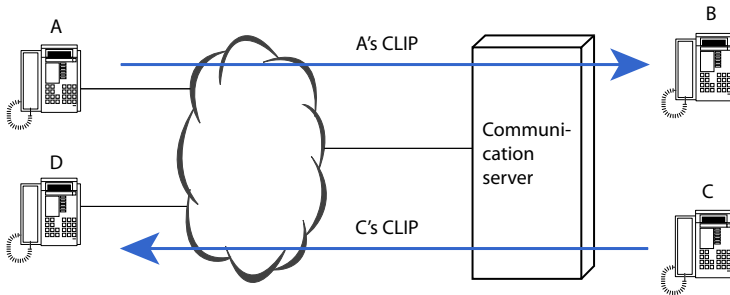 A
A's CLIP
B
Communi-
cation
server
D
C
C's CLIP